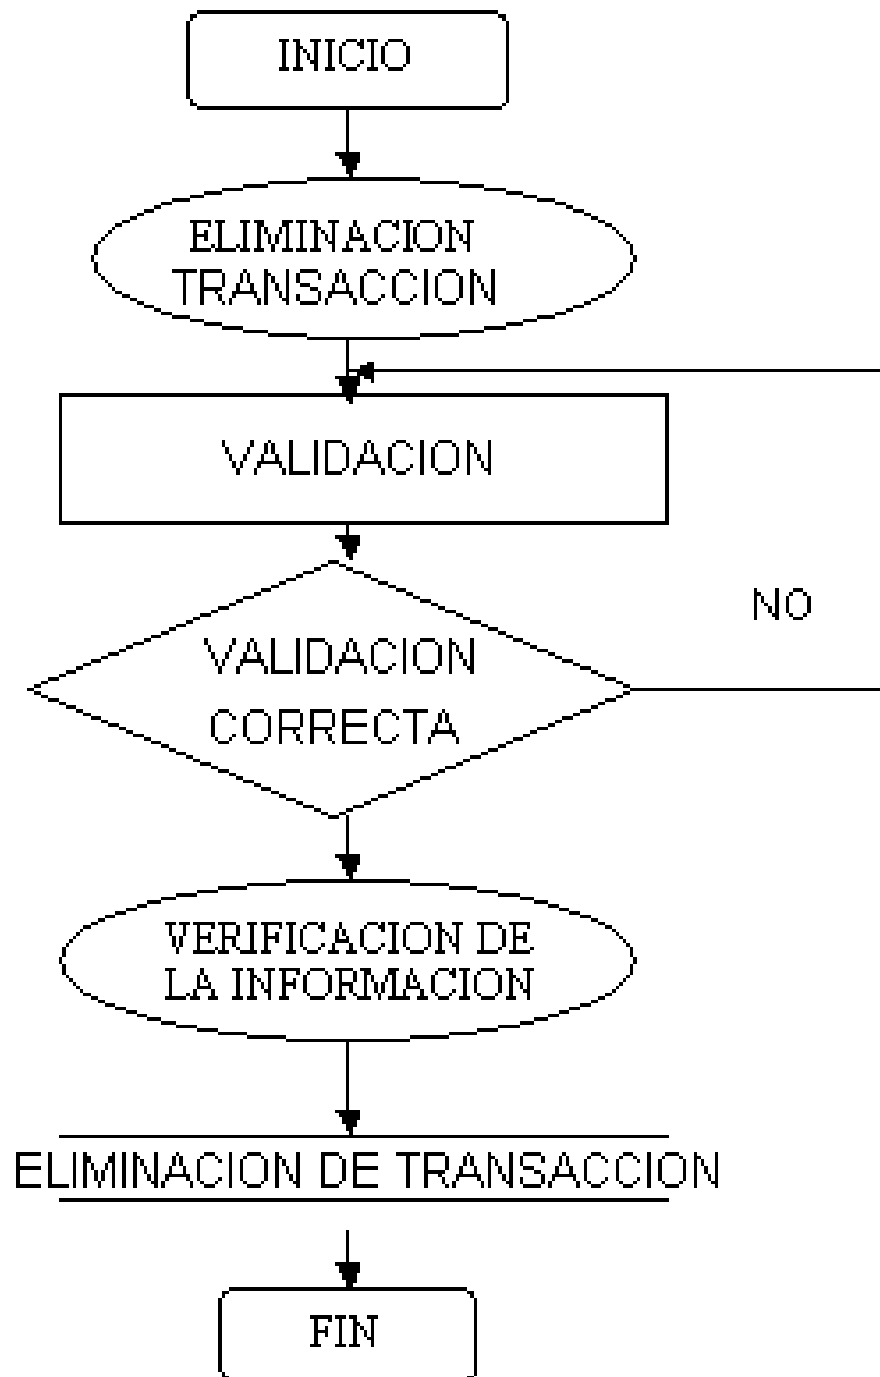 INICIO
ELIMINACION
TRANSACCION
VALIDACION
NO
VALIDACION
CORRECTA
VERIFICACION DE
LA INFORMACION
ELIMINACION DE TRANSACCION
FIN